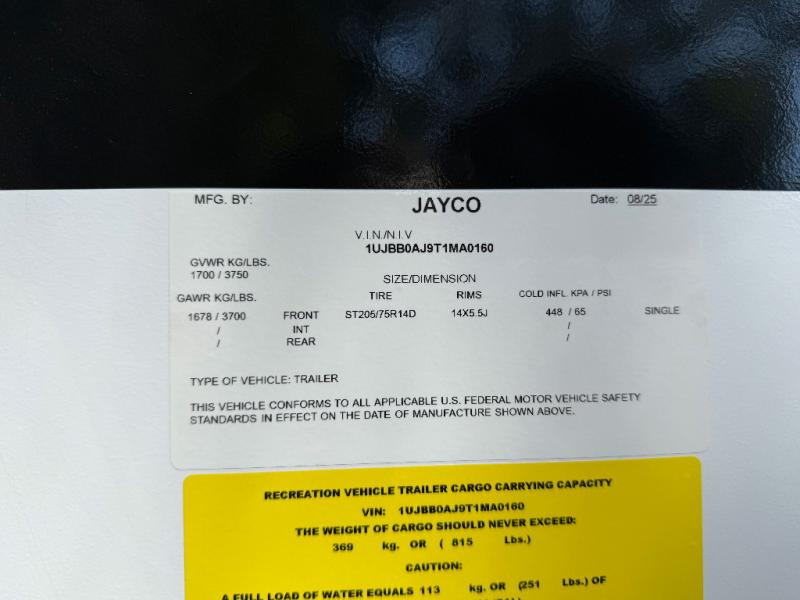 MFG. BY: JAYCO Date: 08/25
V.I.N./N.I.V
1UJBB0AJ9T1MA0160
GVWR KG/LBS.
1700 / 3750
SIZE/DIMENSION
GAWR KG/LBS. TIRE RIMS COLD INFL. KPA / PSI
1678 / 3700 FRONT ST205/75R14D 14X5.5J 448 / 65 SINGLE
/ INT /
/ REAR /
TYPE OF VEHICLE: TRAILER
THIS VEHICLE CONFORMS TO ALL APPLICABLE U.S. FEDERAL MOTOR VEHICLE SAFETY
STANDARDS IN EFFECT ON THE DATE OF MANUFACTURE SHOWN ABOVE.
RECREATION VEHICLE TRAILER CARGO CARRYING CAPACITY
VIN: 1UJBB0AJ9T1MA0160
THE WEIGHT OF CARGO SHOULD NEVER EXCEED:
369 kg. OR ( 815 Lbs.)
CAUTION:
A FULL LOAD OF WATER EQUALS 113 kg. OR (251 Lbs.) OF